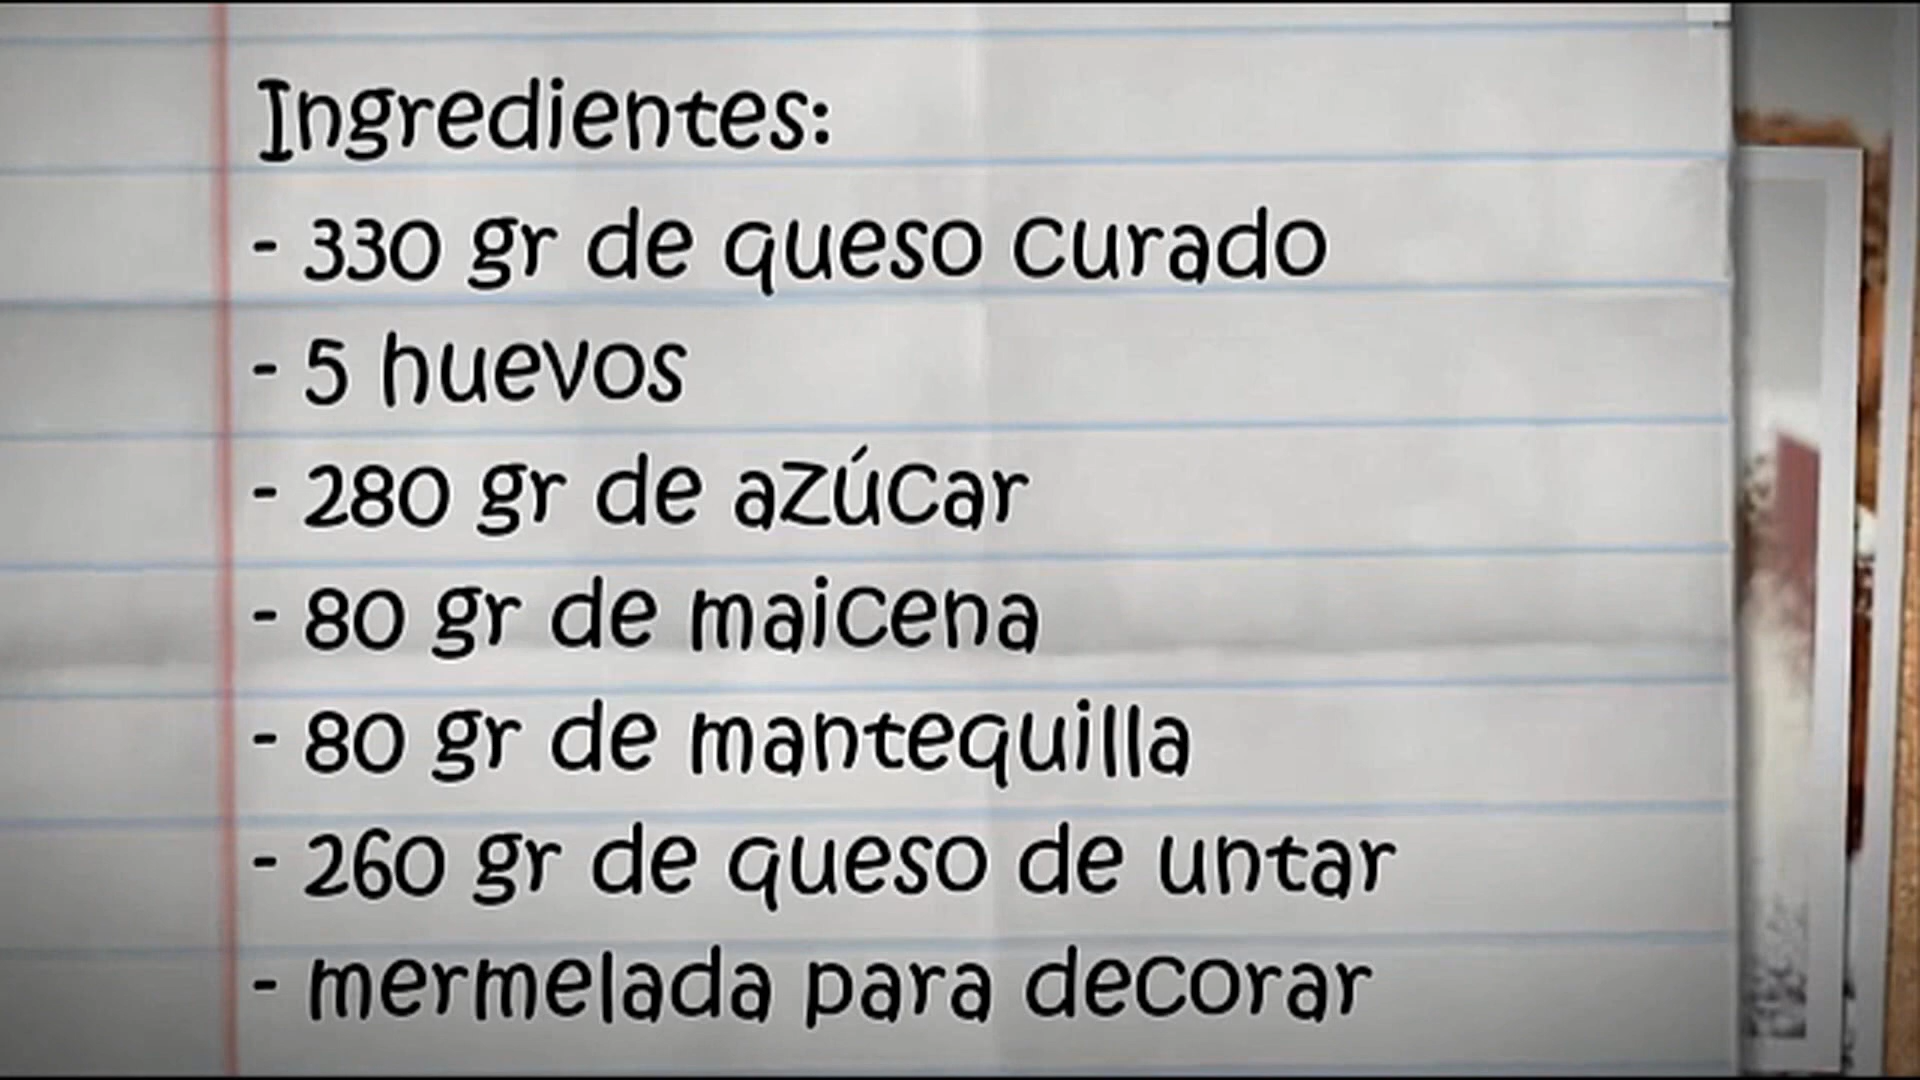 Ingredientes:
- 330 gr de queso curado
- 5 huevos
- 280 gr de azúcar
- 80 gr de maicena
- 80 gr de mantequilla
- 260 gr de queso de untar
- mermelada para decorar